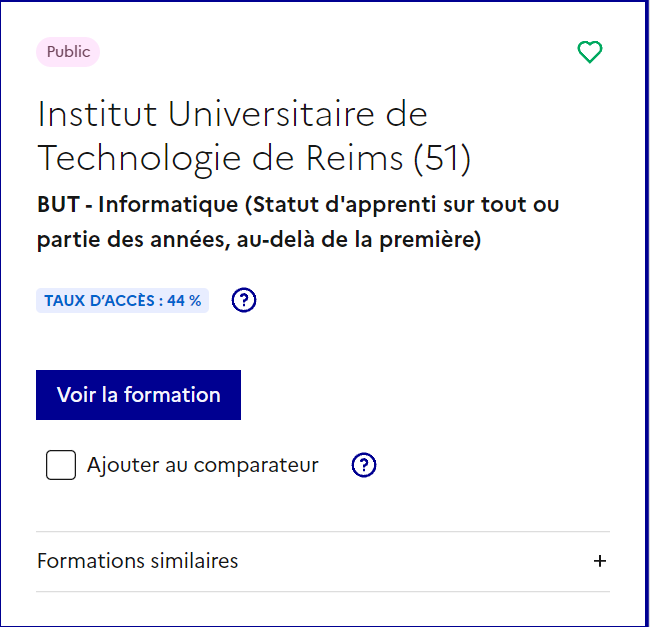 Public
Institut Universitaire de
Technologie de Reims (51)
BUT - Informatique (Statut d'apprenti sur tout ou
partie des années, au-delà de la première)
TAUX D’ACCÈS : 44 % ?
Voir la formation
Ajouter au comparateur ?
Formations similaires +